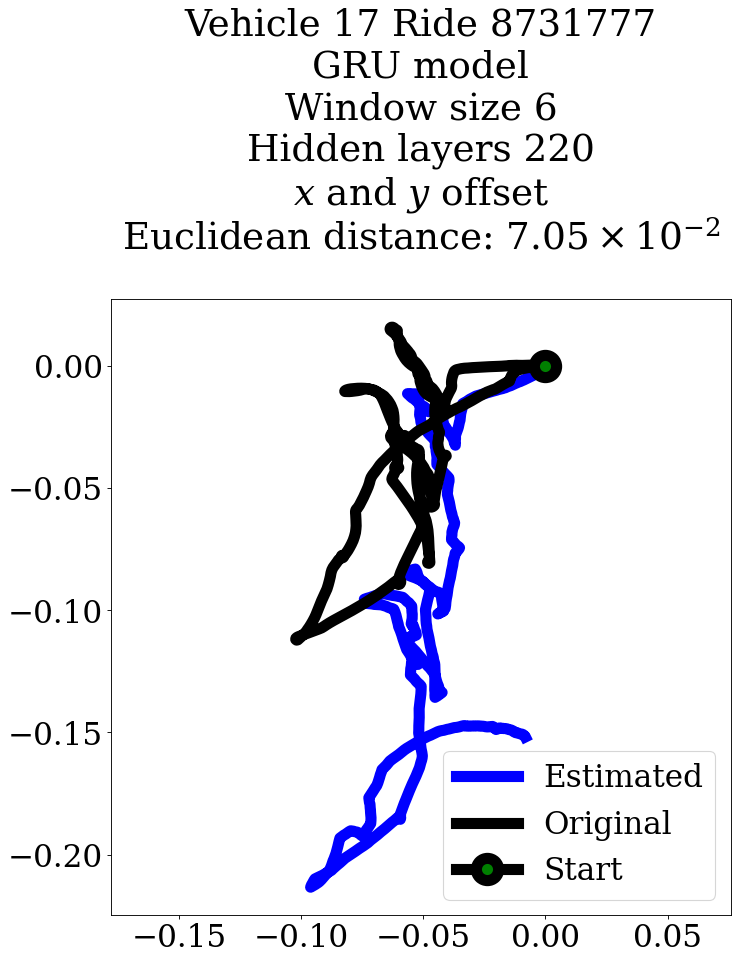 Vehicle 17 Ride 8731777
GRU model
Window size 6
Hidden layers 220
x and y offset
Euclidean distance: 7.05 × 10⁻²
0.00
−0.05
−0.10
−0.15
−0.20
Estimated
Original
Start
−0.15 −0.10 −0.05 0.00 0.05